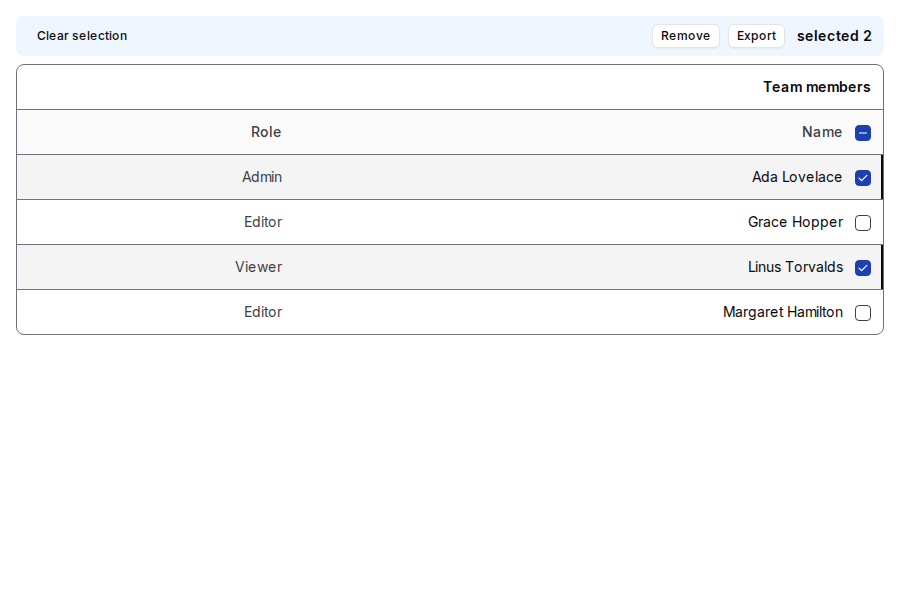 selected 2 Export Remove Clear selection
Team members
Name Role
Ada Lovelace Admin
Grace Hopper Editor
Linus Torvalds Viewer
Margaret Hamilton Editor